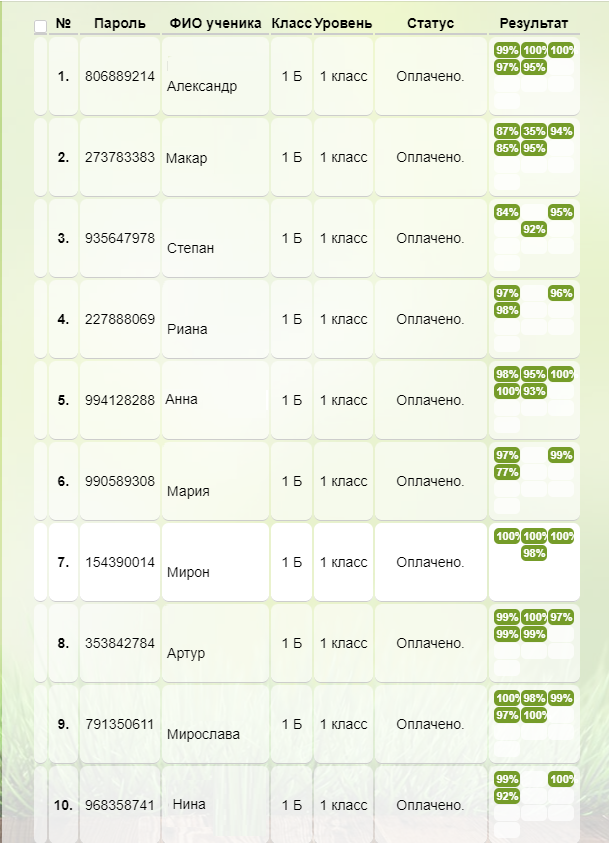 № Пароль ФИО ученика Класс Уровень Статус Результат
1. 806889214 Александр 1 Б 1 класс Оплачено. 99% 100% 100%
97% 95%
2. 273783383 Макар 1 Б 1 класс Оплачено. 87% 35% 94%
85% 95%
3. 935647978 Степан 1 Б 1 класс Оплачено. 84% 95%
92%
4. 227888069 Риана 1 Б 1 класс Оплачено. 97% 96%
98%
5. 994128288 Анна 1 Б 1 класс Оплачено. 98% 95% 100%
100% 93%
6. 990589308 Мария 1 Б 1 класс Оплачено. 97% 99%
77%
7. 154390014 Мирон 1 Б 1 класс Оплачено. 100% 100% 100%
98%
8. 353842784 Артур 1 Б 1 класс Оплачено. 99% 100% 97%
99% 99%
9. 791350611 Мирослава 1 Б 1 класс Оплачено. 100% 98% 99%
97% 100%
10. 968358741 Нина 1 Б 1 класс Оплачено. 99% 100%
92%